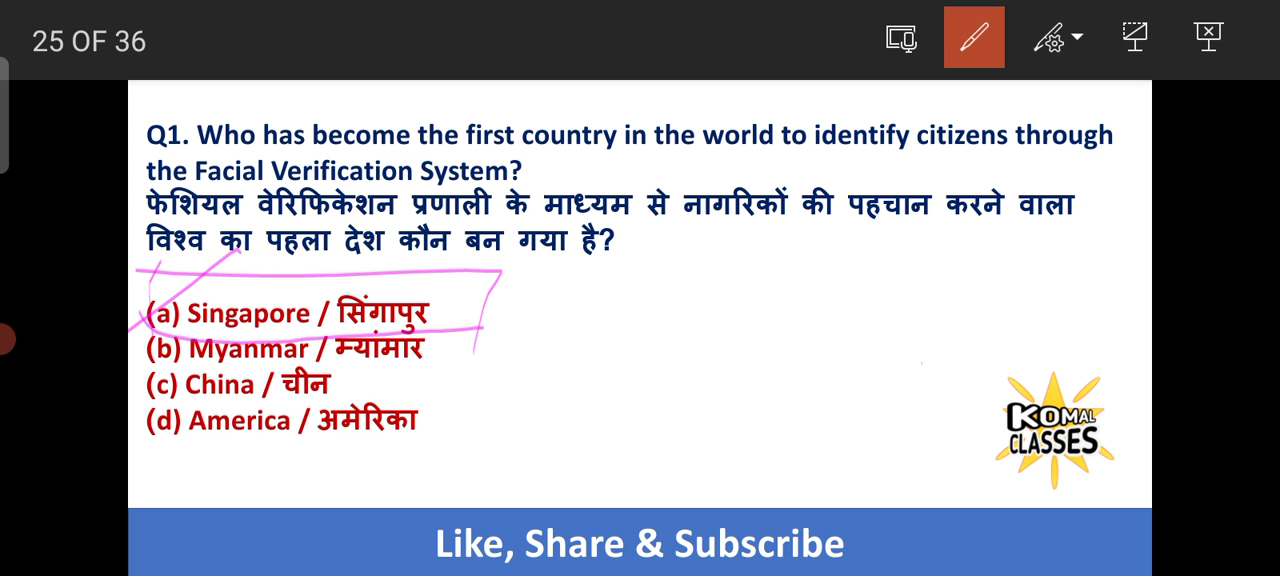 25 OF 36
Q1. Who has become the first country in the world to identify citizens through
the Facial Verification System?
फेशियल वेरिफिकेशन प्रणाली के माध्यम से नागरिकों की पहचान करने वाला
विश्व का पहला देश कौन बन गया है?
(a) Singapore / सिंगापुर
(b) Myanmar / म्यांमार
(c) China / चीन
(d) America / अमेरिका
KOMAL
CLASSES
Like, Share & Subscribe